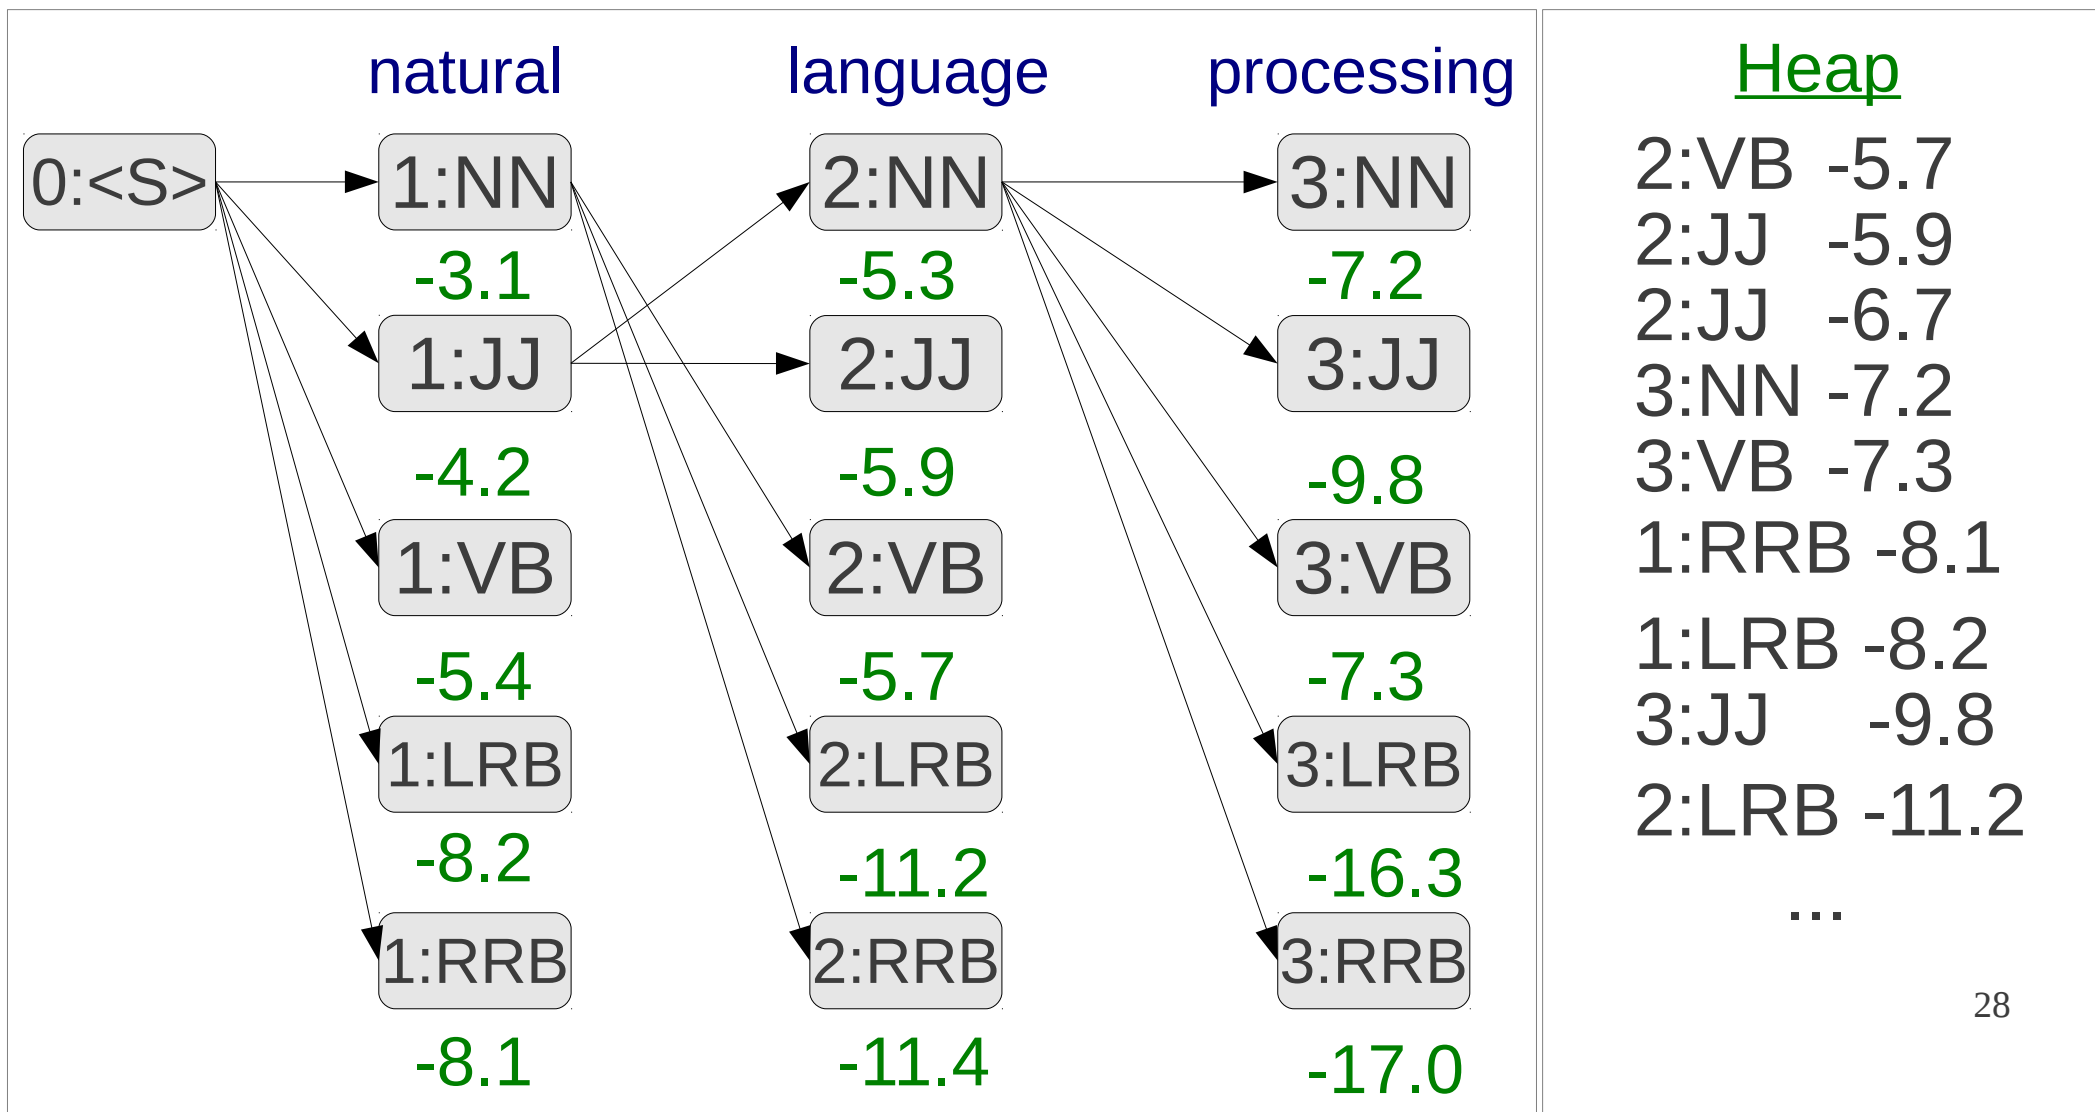 natural language processing
0:<S> 1:NN 2:NN 3:NN
-3.1 -5.3 -7.2
1:JJ 2:JJ 3:JJ
-4.2 -5.9 -9.8
1:VB 2:VB 3:VB
-5.4 -5.7 -7.3
1:LRB 2:LRB 3:LRB
-8.2 -11.2 -16.3
1:RRB 2:RRB 3:RRB
-8.1 -11.4 -17.0
Heap
2:VB -5.7
2:JJ -5.9
2:JJ -6.7
3:NN -7.2
3:VB -7.3
1:RRB -8.1
1:LRB -8.2
3:JJ -9.8
2:LRB -11.2
...
28